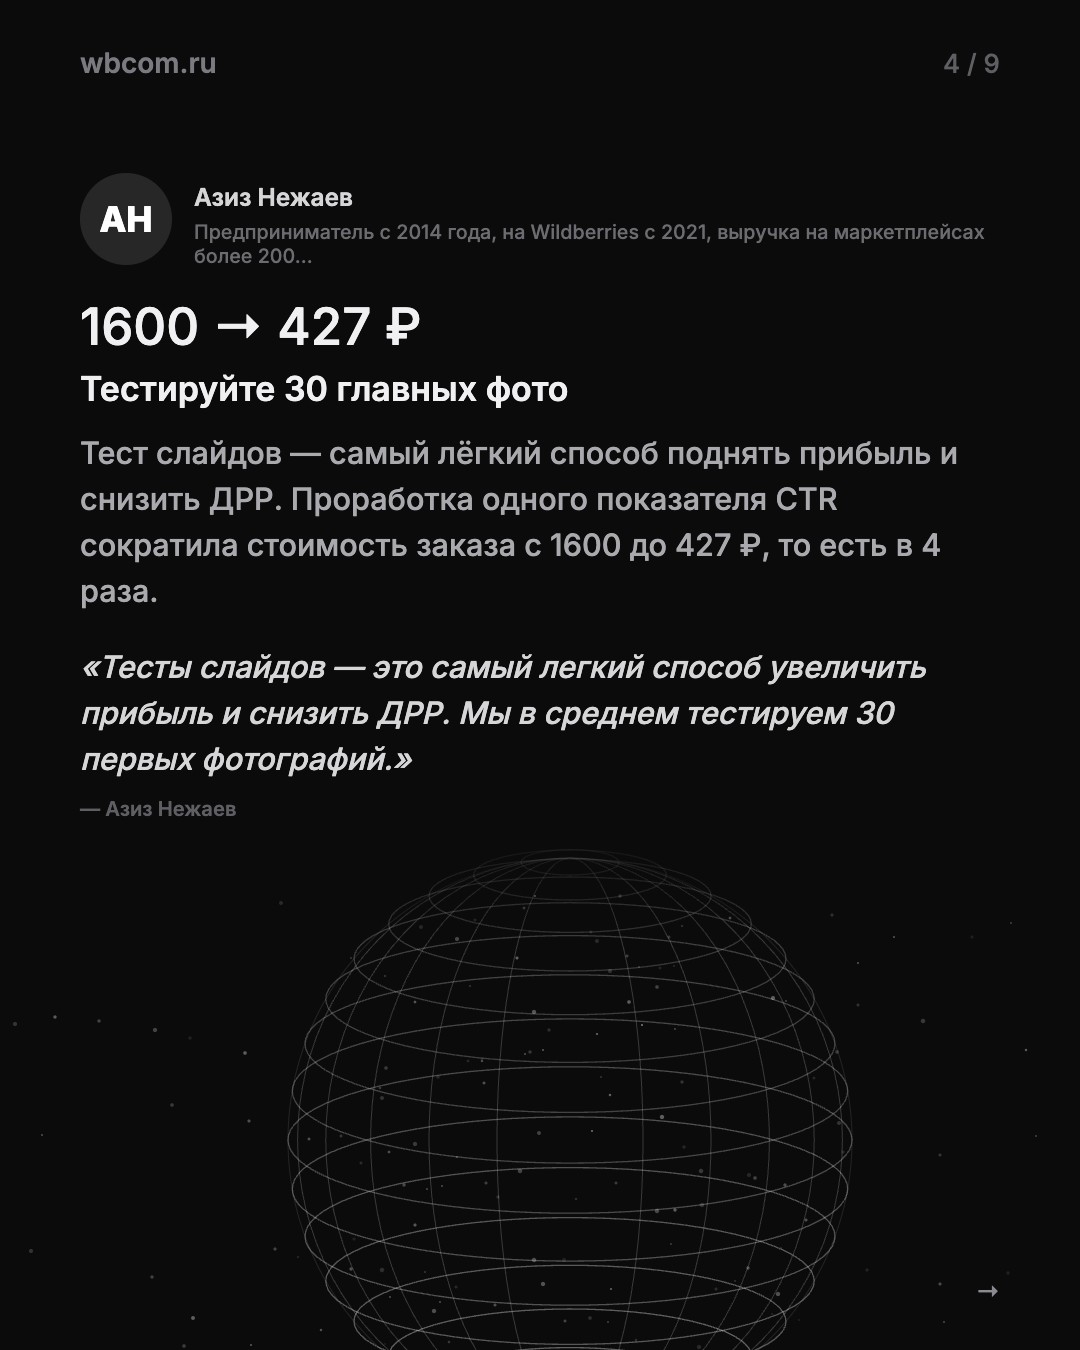 wbcom.ru
4 / 9
АН
Азиз Нежаев
Предприниматель с 2014 года, на Wildberries с 2021, выручка на маркетплейсах
более 200...
1600 → 427 ₽
Тестируйте 30 главных фото
Тест слайдов — самый лёгкий способ поднять прибыль и
снизить ДРР. Проработка одного показателя CTR
сократила стоимость заказа с 1600 до 427 ₽, то есть в 4
раза.
«Тесты слайдов — это самый легкий способ увеличить
прибыль и снизить ДРР. Мы в среднем тестируем 30
первых фотографий.»
— Азиз Нежаев
→